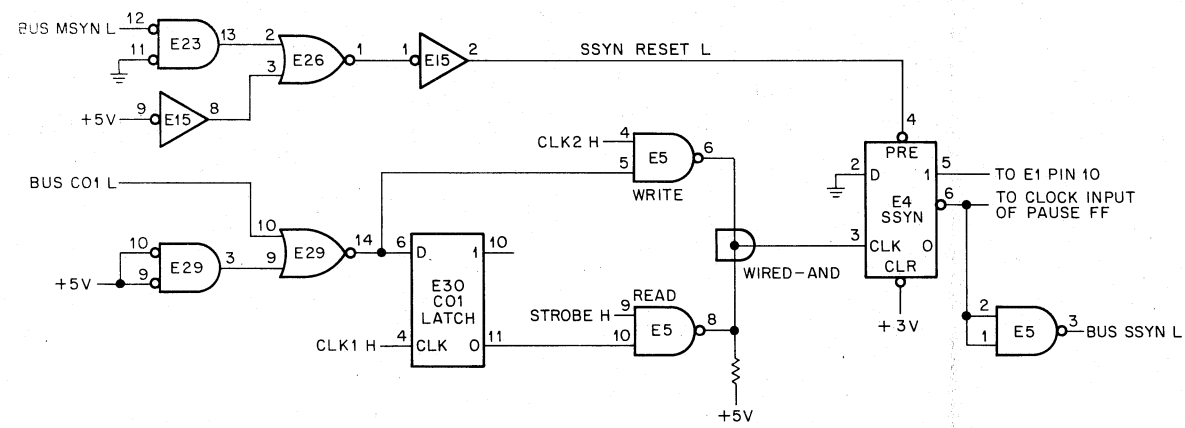 BUS MSYN L
12
11
E23
13
2
3
E26
1
1
E15
2
SSYN RESET L
+5V
9
E15
8
4
PRE
2
D
1
5
TO E1 PIN 10
E4
SSYN
6
TO CLOCK INPUT
OF PAUSE FF
3
CLK
0
CLR
+3V
CLK2 H
4
5
E5
6
WRITE
BUS CO1 L
10
9
E29
14
+5V
10
9
E29
3
6
D
1
10
E30
CO1
LATCH
CLK1 H
4
CLK
0
11
WIRED-AND
READ
STROBE H
9
10
E5
8
+5V
2
1
E5
3
BUS SSYN L